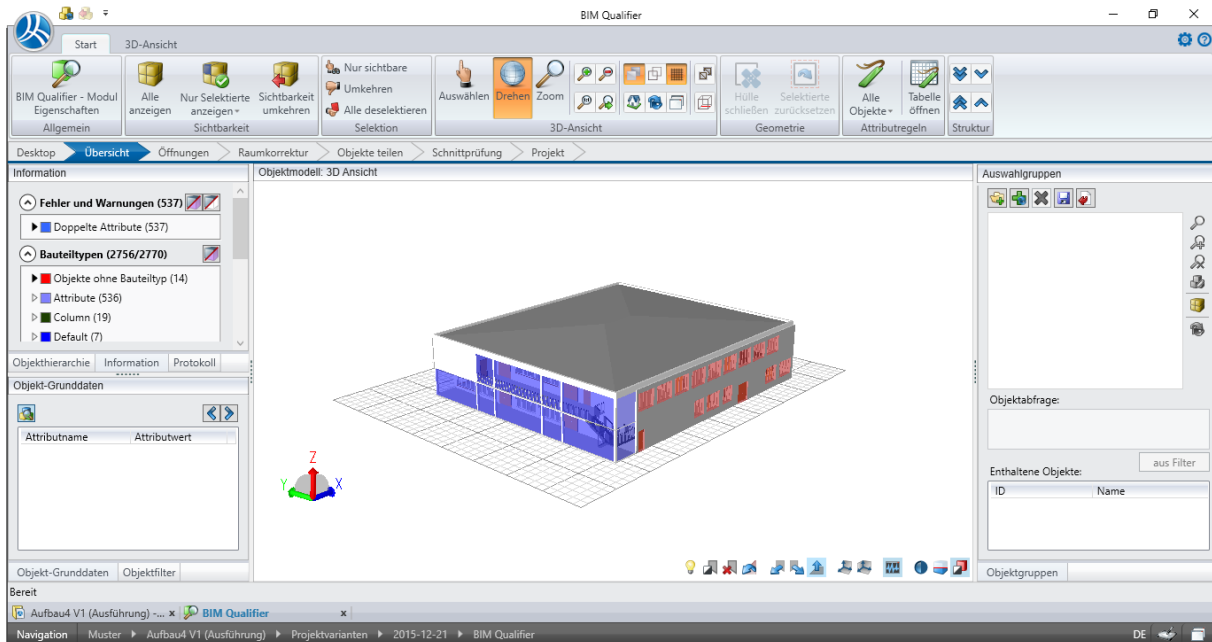 BIM Qualifier
Start 3D-Ansicht
BIM Qualifier - Modul Eigenschaften
Alle anzeigen
Nur Selektierte anzeigen
Sichtbarkeit umkehren
Nur sichtbare
Umkehren
Alle deselektieren
Auswählen
Drehen
Zoom
Hülle schließen
Selektierte zurücksetzen
Alle Objekte
Tabelle öffnen
Allgemein Sichtbarkeit Selektion 3D-Ansicht Geometrie Attributregeln Struktur
Desktop Übersicht Öffnungen Raumkorrektur Objekte teilen Schnittprüfung Projekt
Information
Fehler und Warnungen (537)
Doppelte Attribute (537)
Bauteiltypen (2756/2770)
Objekte ohne Bauteiltyp (14)
Attribute (536)
Column (19)
Default (7)
Objekthierarchie Information Protokoll
Objekt-Grunddaten
Attributname Attributwert
Objekt-Grunddaten Objektfilter
Objektmodell: 3D Ansicht
Z
Y X
Auswahlgruppen
Objektabfrage:
aus Filter
Enthaltene Objekte:
ID Name
Objektgruppen
Bereit
Aufbau4 V1 (Ausführung) -... x BIM Qualifier x
Navigation Muster Aufbau4 V1 (Ausführung) Projektvarianten 2015-12-21 BIM Qualifier DE